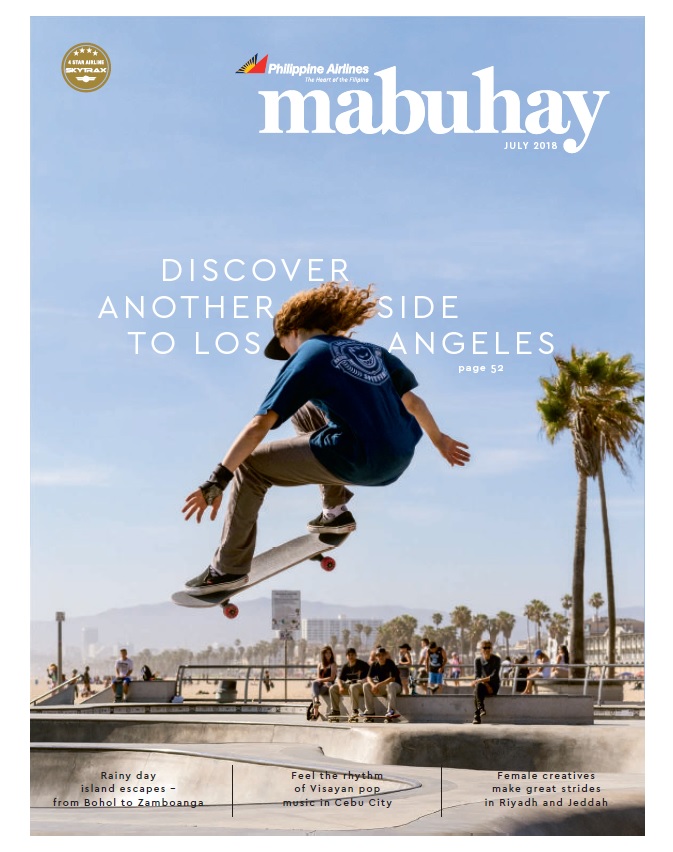 4 STAR AIRLINE
SKYTRAX
Philippine Airlines
The Heart of the Filipino
mabuhay
JULY 2018
DISCOVER
ANOTHER SIDE
TO LOS ANGELES
page 52
Rainy day
island escapes –
from Bohol to Zamboanga
Feel the rhythm
of Visayan pop
music in Cebu City
Female creatives
make great strides
in Riyadh and Jeddah